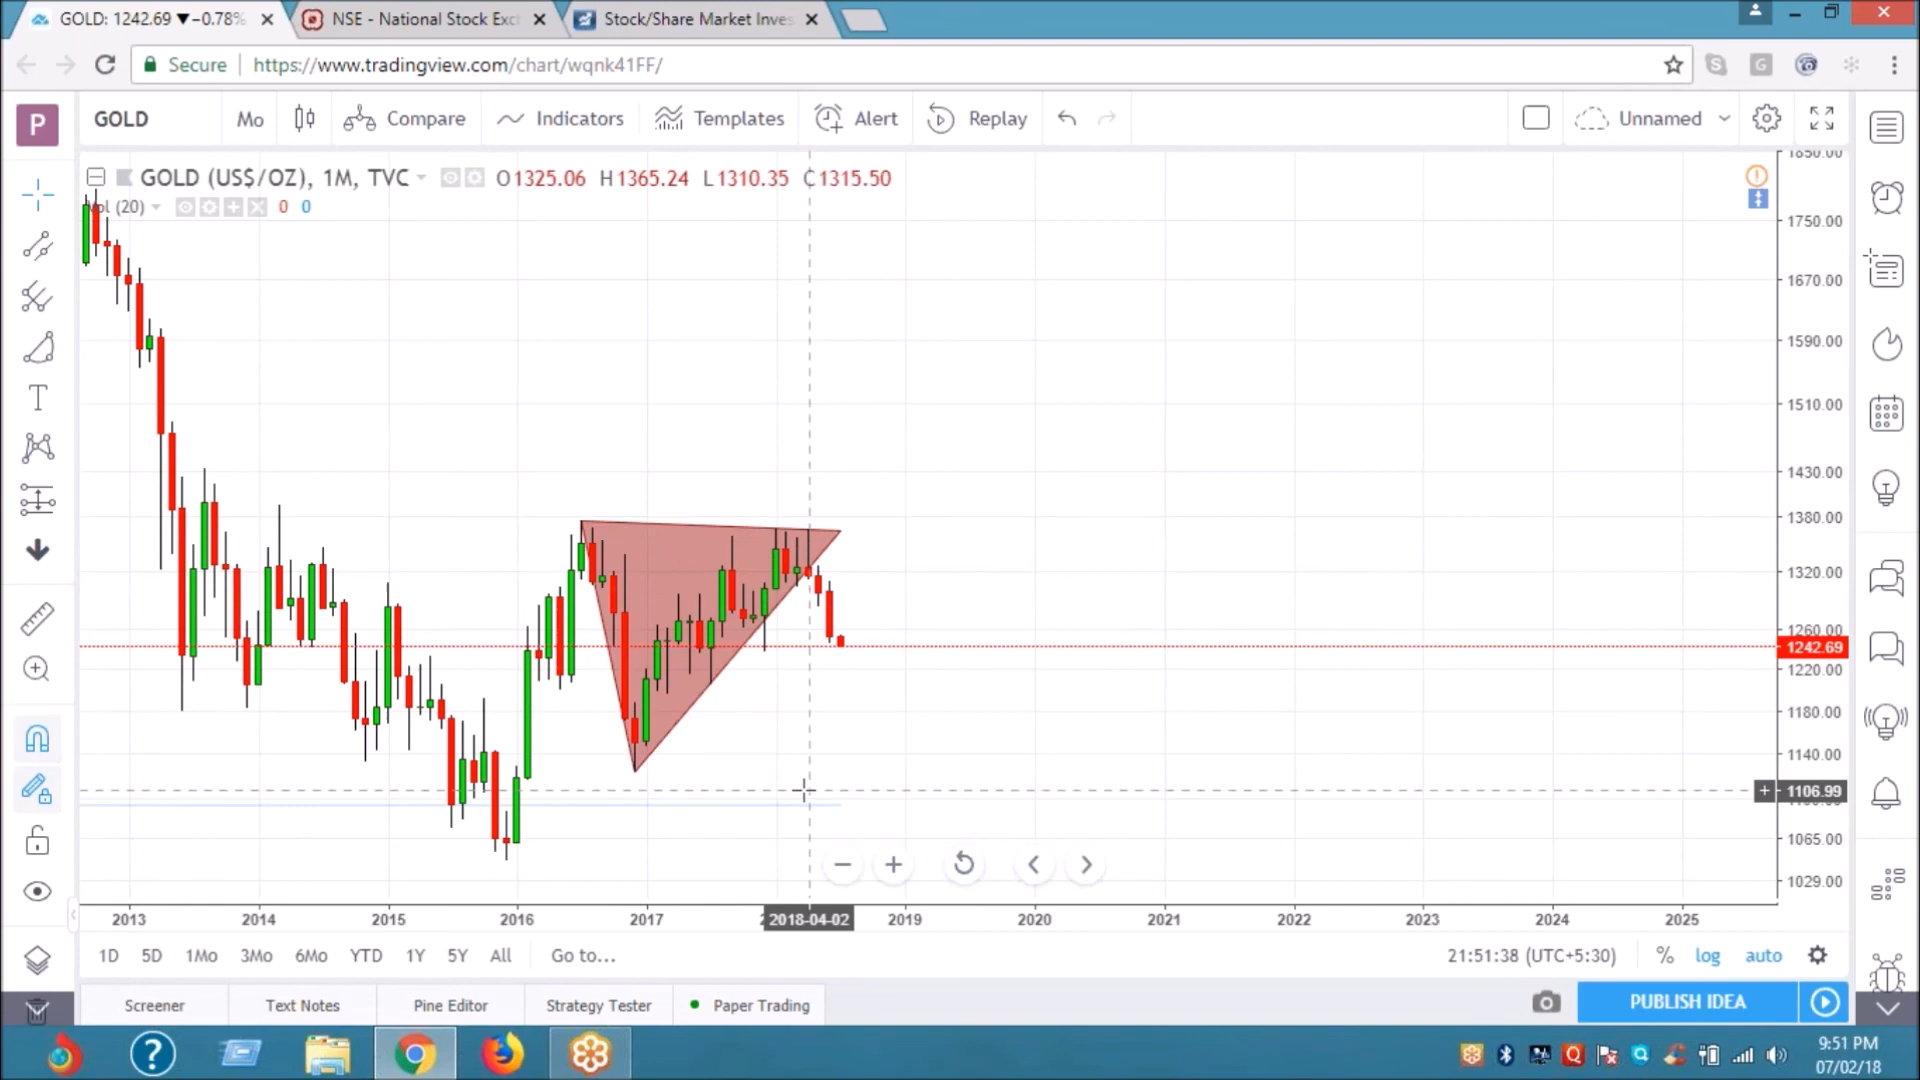 GOLD: 1242.69 ▼−0.78%
NSE - National Stock Exc
Stock/Share Market Inves
Secure
https://www.tradingview.com/chart/wqnk41FF/
P
GOLD
Mo
Compare
Indicators
Templates
Alert
Replay
Unnamed
GOLD (US$/OZ), 1M, TVC
O1325.06 H1365.24 L1310.35 C1315.50
(20)
0 0
1850.00
1750.00
1670.00
1590.00
1510.00
1430.00
1380.00
1320.00
1260.00
1242.69
1220.00
1180.00
1140.00
1106.99
1065.00
1029.00
2013 2014 2015 2016 2017 2018-04-02 2019 2020 2021 2022 2023 2024 2025
1D 5D 1Mo 3Mo 6Mo YTD 1Y 5Y All Go to...
21:51:38 (UTC+5:30) % log auto
Screener
Text Notes
Pine Editor
Strategy Tester
Paper Trading
PUBLISH IDEA
9:51 PM
07/02/18